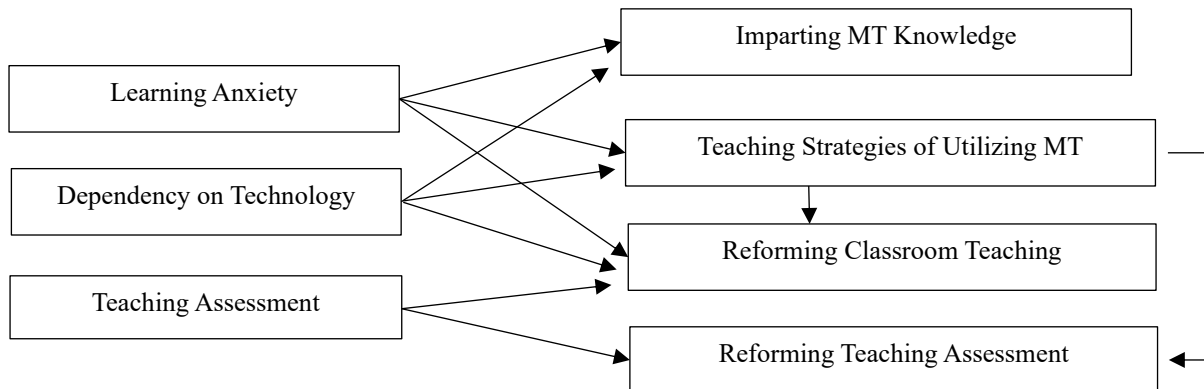 Imparting MT Knowledge
Learning Anxiety
Teaching Strategies of Utilizing MT
Dependency on Technology
Reforming Classroom Teaching
Teaching Assessment
Reforming Teaching Assessment